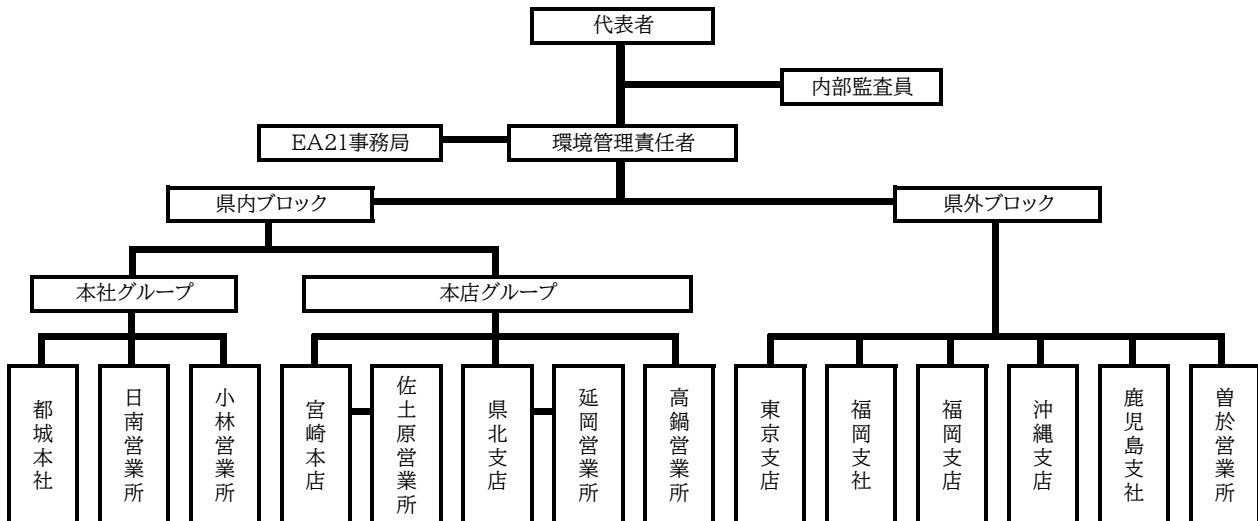 代表者
内部監査員
EA21事務局
環境管理責任者
県内ブロック
県外ブロック
本社グループ
本店グループ
都城本社
日南営業所
小林営業所
宮崎本店
佐土原営業所
県北支店
延岡営業所
高鍋営業所
東京支店
福岡支社
福岡支店
沖縄支店
鹿児島支社
曽於営業所